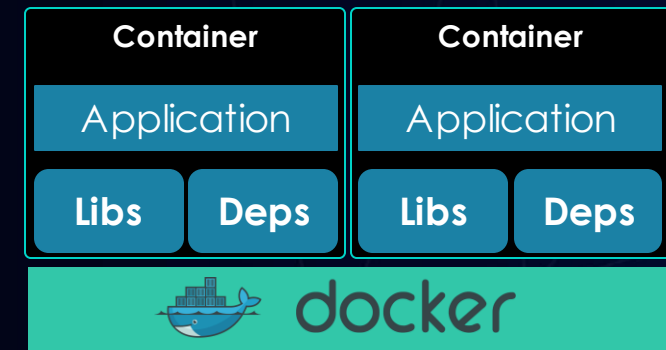 Container Container
Application Application
Libs Deps Libs Deps
docker